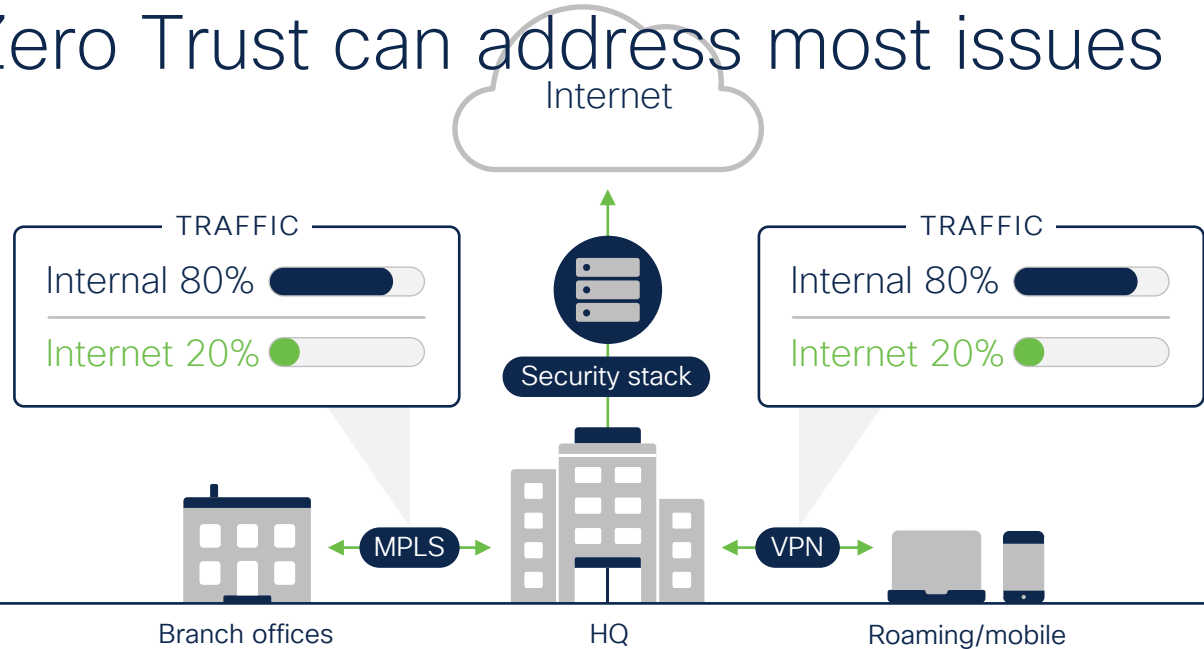 Zero Trust can address most issues
Internet
TRAFFIC
Internal 80%
Internet 20%
TRAFFIC
Internal 80%
Internet 20%
Security stack
MPLS
VPN
Branch offices
HQ
Roaming/mobile